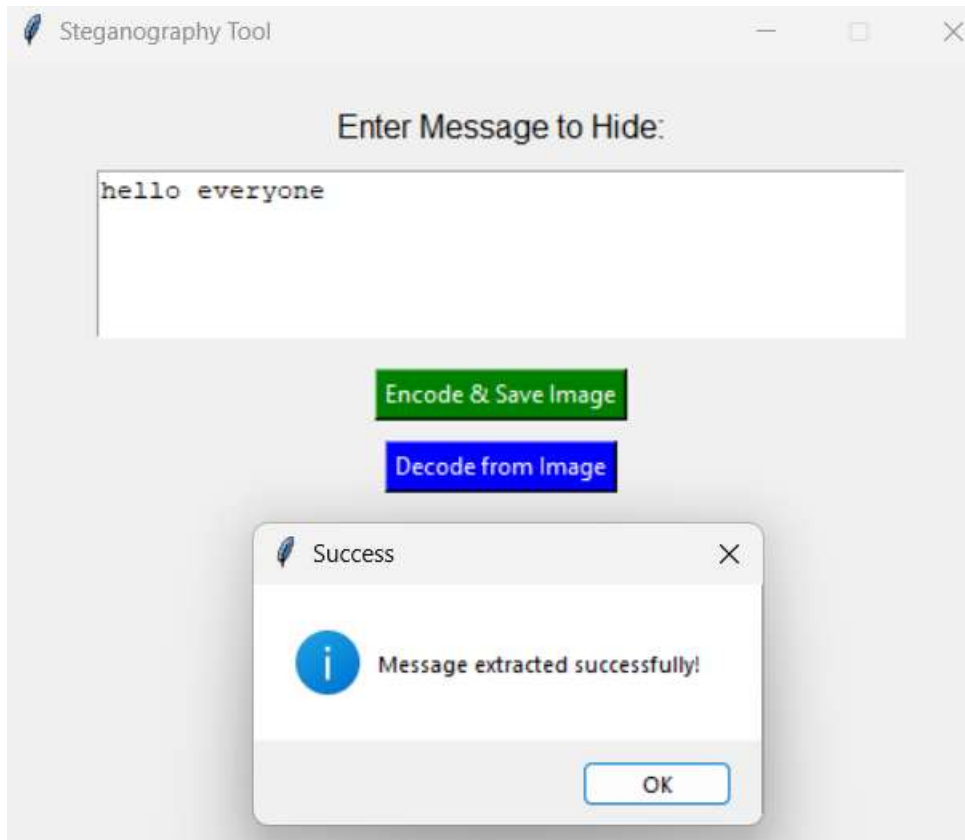 Steganography Tool
Enter Message to Hide:
hello everyone
Encode & Save Image
Decode from Image
Success
Message extracted successfully!
OK